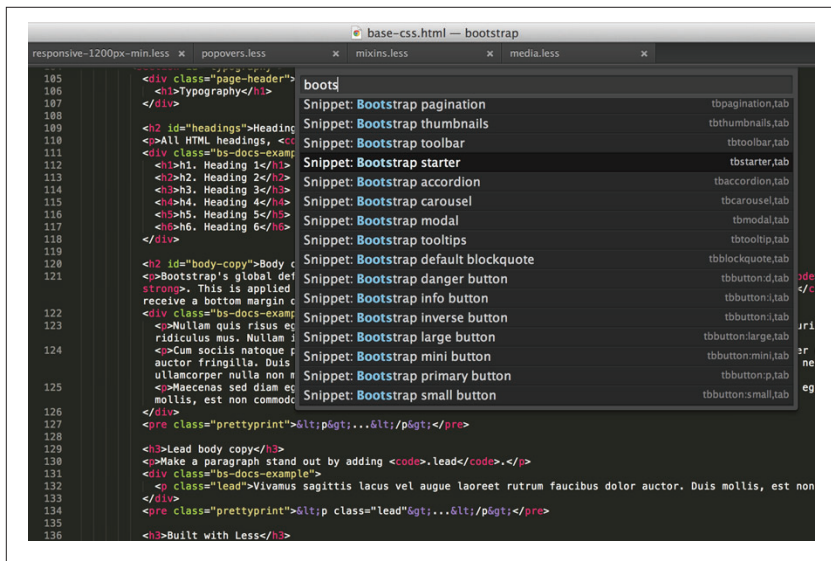 base-css.html — bootstrap
responsive-1200px-min.less × popovers.less × mixins.less × media.less ×
boots
Snippet: Bootstrap pagination tbpagination,tab
Snippet: Bootstrap thumbnails tbthumbnails,tab
Snippet: Bootstrap toolbar tbtoolbar,tab
Snippet: Bootstrap starter tbstarter,tab
Snippet: Bootstrap accordion tbaccordion,tab
Snippet: Bootstrap carousel tbcarousel,tab
Snippet: Bootstrap modal tbmodal,tab
Snippet: Bootstrap tooltips tbtooltip,tab
Snippet: Bootstrap default blockquote tbblockquote,tab
Snippet: Bootstrap danger button tbbutton:d,tab
Snippet: Bootstrap info button tbbutton:i,tab
Snippet: Bootstrap inverse button tbbutton:i,tab
Snippet: Bootstrap large button tbbutton:large,tab
Snippet: Bootstrap mini button tbbutton:mini,tab
Snippet: Bootstrap primary button tbbutton:p,tab
Snippet: Bootstrap small button tbbutton:small,tab
105 <div class="page-header">
106 <h1>Typography</h1>
107 </div>
108
109 <h2 id="headings">Heading
110 <p>All HTML headings, <co
111 <div class="bs-docs-examp
112 <h1>h1. Heading 1</h1>
113 <h2>h2. Heading 2</h2>
114 <h3>h3. Heading 3</h3>
115 <h4>h4. Heading 4</h4>
116 <h5>h5. Heading 5</h5>
117 <h6>h6. Heading 6</h6>
118 </div>
119
120 <h2 id="body-copy">Body c
121 <p>Bootstrap's global def
strong>. This is applied </c
receive a bottom margin o
122 <div class="bs-docs-examp
123 <p>Nullam quis risus eg uri
ridiculus mus. Nullam i
124 <p>Cum sociis natoque p er
auctor fringilla. Duis ne
ullamcorper nulla non m
125 <p>Maecenas sed diam eg eg
mollis, est non commodo
126 </div>
127 <pre class="prettyprint">&lt;p&gt;...&lt;/p&gt;</pre>
128
129 <h3>Lead body copy</h3>
130 <p>Make a paragraph stand out by adding <code>.lead</code>.</p>
131 <div class="bs-docs-example">
132 <p class="lead">Vivamus sagittis lacus vel augue laoreet rutrum faucibus dolor auctor. Duis mollis, est non
133 </div>
134 <pre class="prettyprint">&lt;p class="lead"&gt;...&lt;/p&gt;</pre>
135
136 <h3>Built with Less</h3>